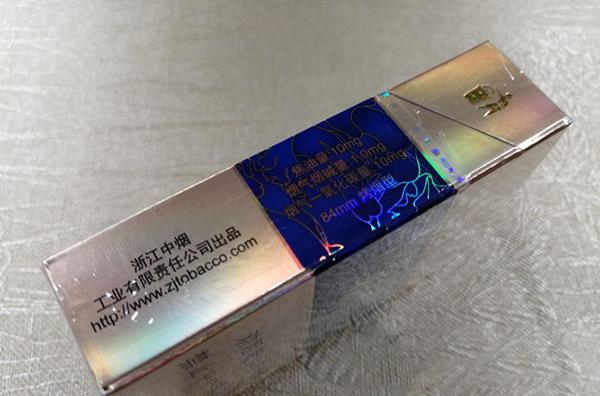 焦油量:10mg
烟气烟碱量:1.0mg
烟气一氧化碳量:10mg
84mm 烤烟型
浙江中烟
工业有限责任公司出品
http://www.zjtobacco.com